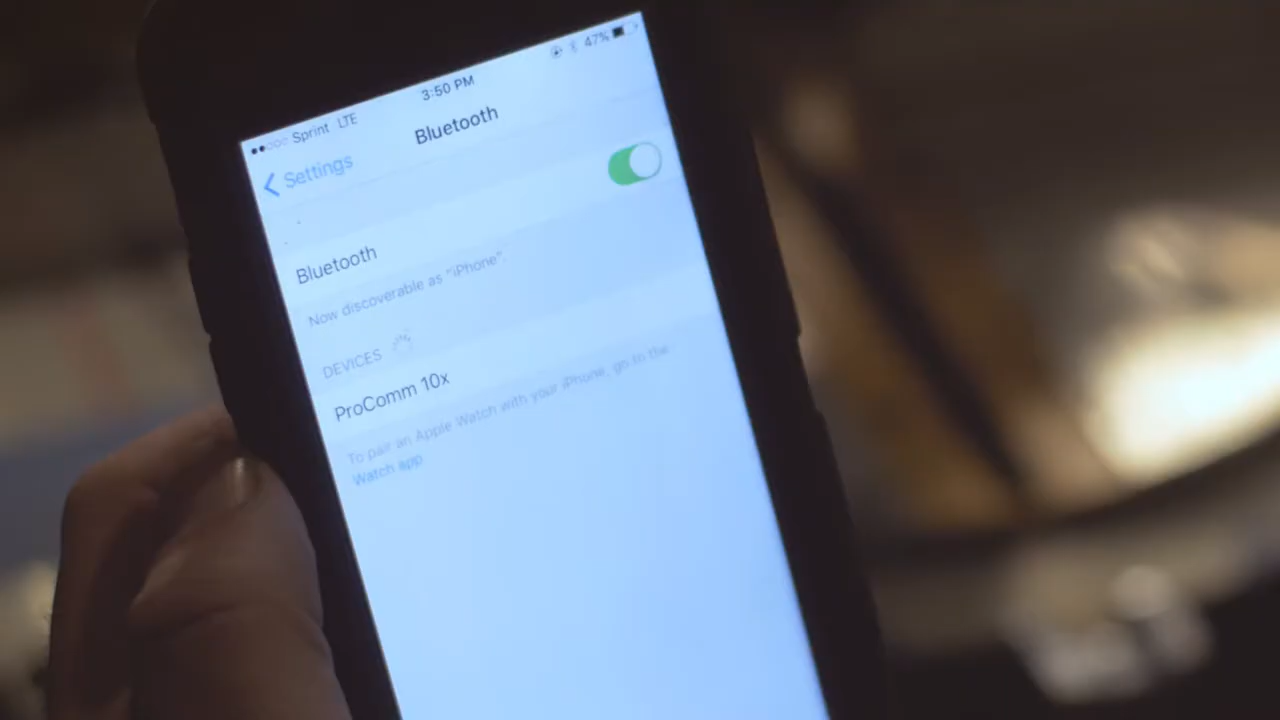 Sprint LTE 3:50 PM 47%
Settings Bluetooth
Bluetooth
Now discoverable as "iPhone".
DEVICES
ProComm 10x
To pair an Apple Watch with your iPhone, go to the
Watch app.